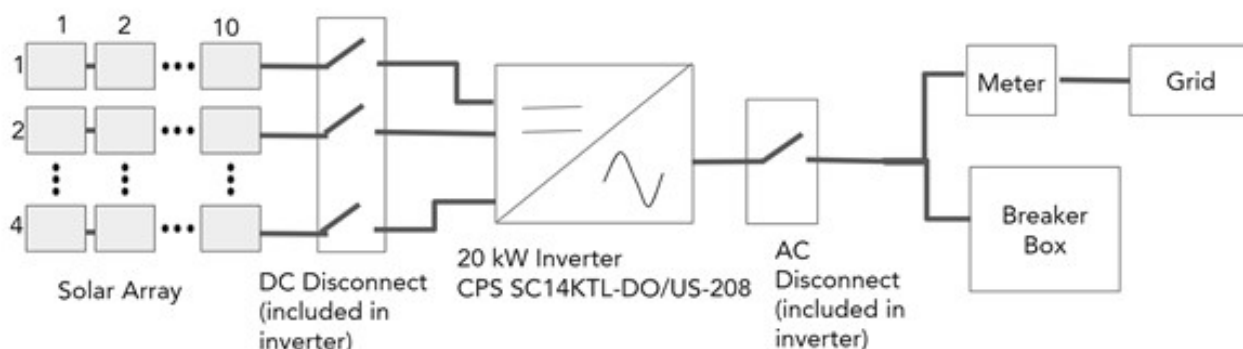 1 2 10
1
2
4
Solar Array
DC Disconnect
(included in
inverter)
20 kW Inverter
CPS SC14KTL-DO/US-208
AC
Disconnect
(included in
inverter)
Meter
Grid
Breaker
Box